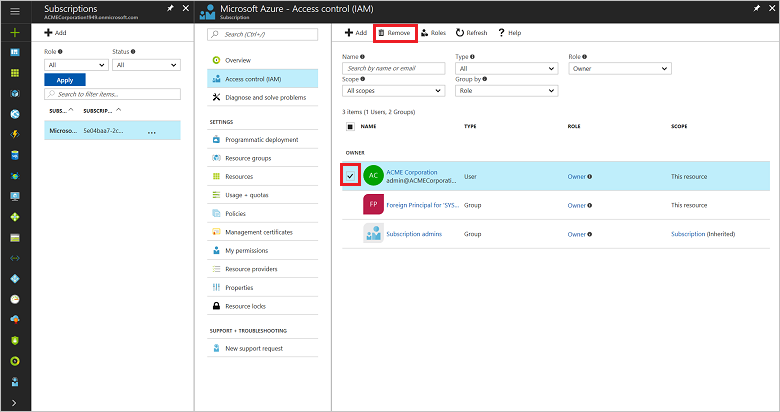 Subscriptions
ACMECorporation1949.onmicrosoft.com
Add
Role
Status
All
All
Apply
Search to filter items...
SUBS...
SUBSCRIP...
Microso...
5e04baa7-2c...
...
Microsoft Azure - Access control (IAM)
Subscription
Search (Ctrl+/)
Overview
Access control (IAM)
Diagnose and solve problems
SETTINGS
Programmatic deployment
Resource groups
Resources
Usage + quotas
Policies
Management certificates
My permissions
Resource providers
Properties
Resource locks
SUPPORT + TROUBLESHOOTING
New support request
Add
Remove
Roles
Refresh
? Help
Name
Type
Role
Search by name or email
All
Owner
Scope
Group by
All scopes
Role
3 items (1 Users, 2 Groups)
NAME
TYPE
ROLE
SCOPE
OWNER
AC
ACME Corporation
admin@ACMECorporati...
User
Owner
This resource
FP
Foreign Principal for 'SYS...
Group
Owner
This resource
Subscription admins
Group
Owner
Subscription (Inherited)